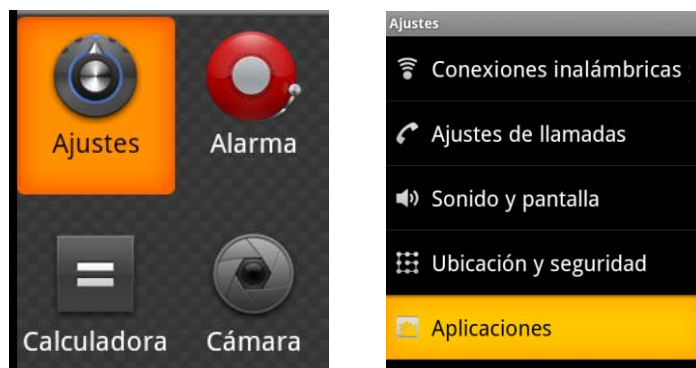 Ajustes
Alarma
Calculadora
Cámara
Ajustes
Conexiones inalámbricas
Ajustes de llamadas
Sonido y pantalla
Ubicación y seguridad
Aplicaciones